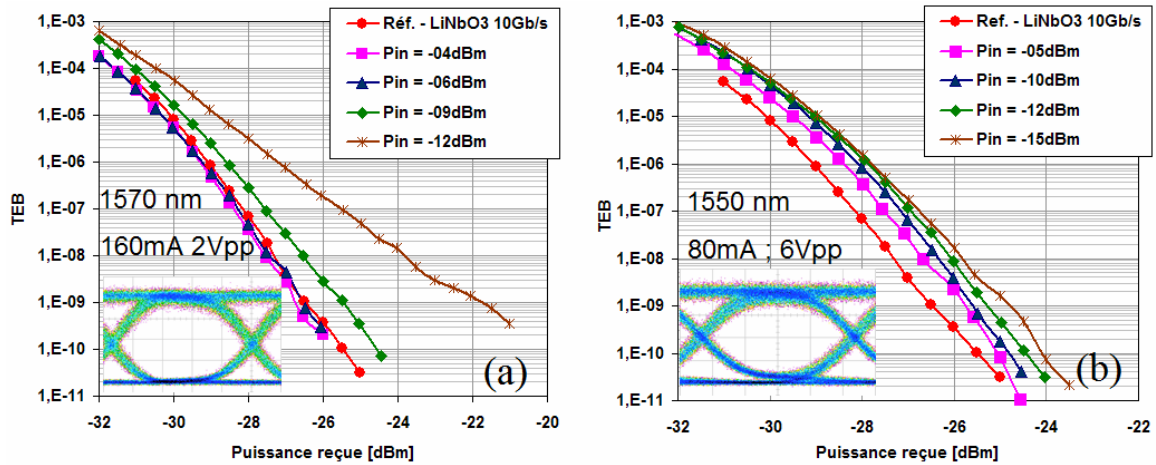 1,E-03
1,E-04
1,E-05
1,E-06
1,E-07
1,E-08
1,E-09
1,E-10
1,E-11
TEB
Réf. - LiNbO3 10Gb/s
Pin = -04dBm
Pin = -06dBm
Pin = -09dBm
Pin = -12dBm
1570 nm
160mA 2Vpp
(a)
-32 -30 -28 -26 -24 -22 -20
Puissance reçue [dBm]
1,E-03
1,E-04
1,E-05
1,E-06
1,E-07
1,E-08
1,E-09
1,E-10
1,E-11
TEB
Ref. - LiNbO3 10Gb/s
Pin = -05dBm
Pin = -10dBm
Pin = -12dBm
Pin = -15dBm
1550 nm
80mA ; 6Vpp
(b)
-32 -30 -28 -26 -24 -22
Puissance reçue [dBm]